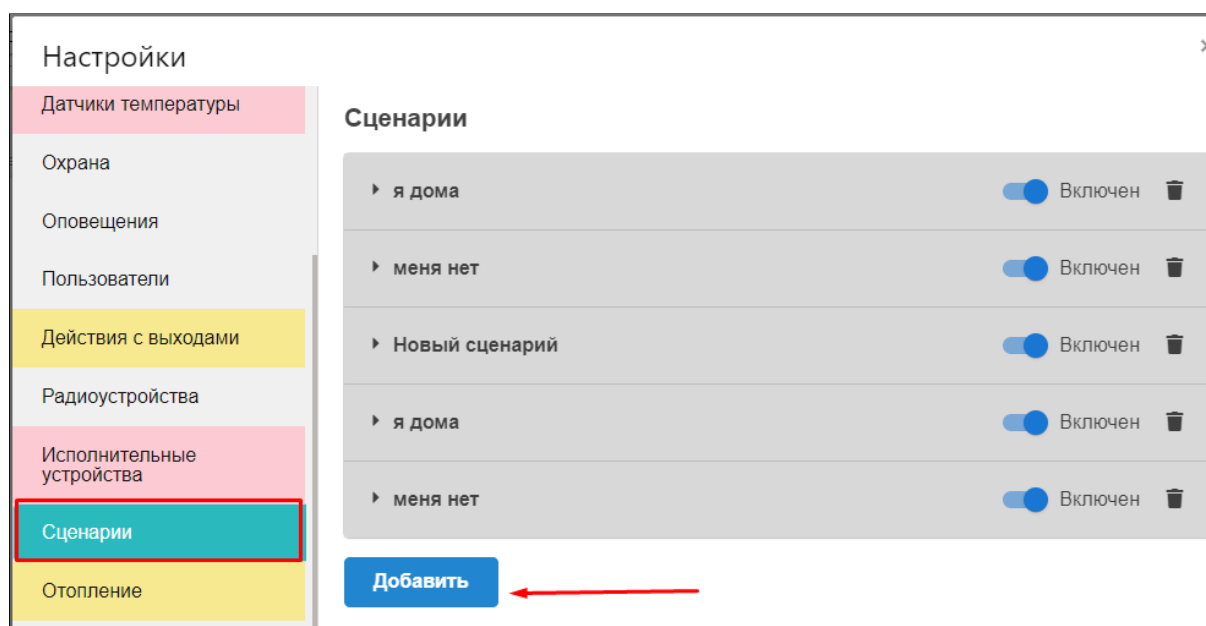 Настройки
Датчики температуры
Охрана
Оповещения
Пользователи
Действия с выходами
Радиоустройства
Исполнительные
устройства
Сценарии
Отопление
Сценарии
я дома Включен
меня нет Включен
Новый сценарий Включен
я дома Включен
меня нет Включен
Добавить